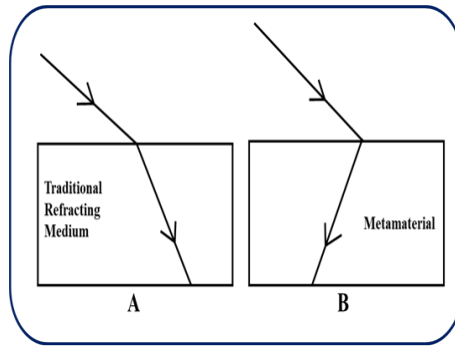 Traditional
Refracting
Medium
Metamaterial
A
B